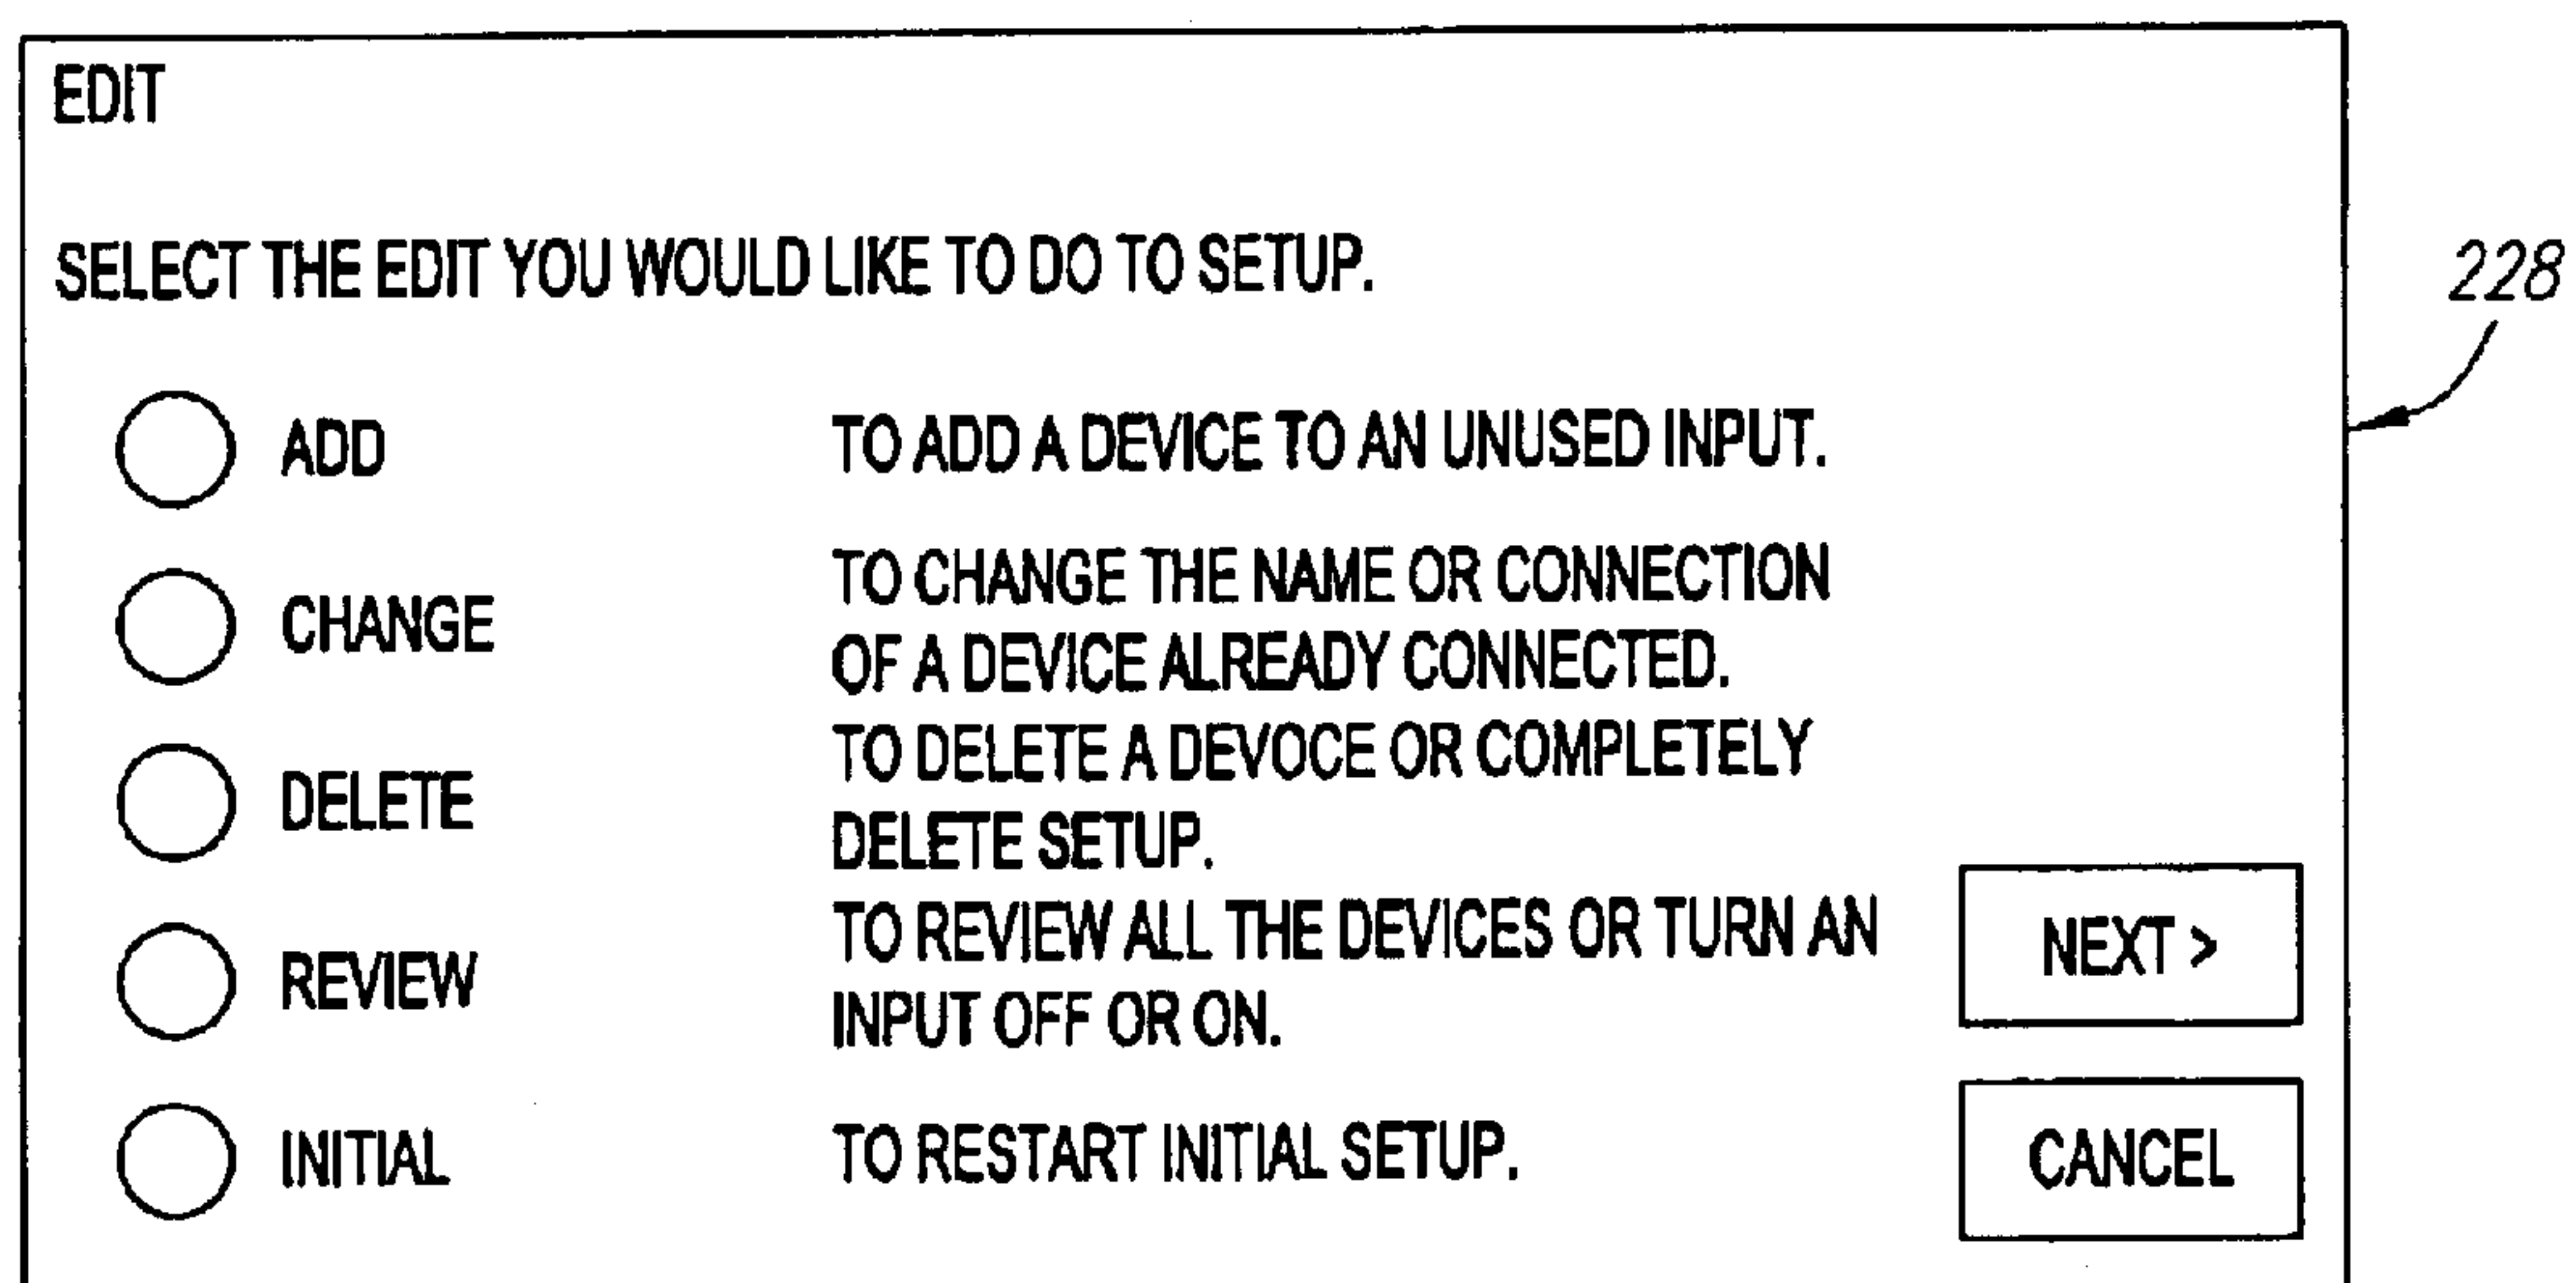 EDIT
SELECT THE EDIT YOU WOULD LIKE TO DO TO SETUP.
228
ADD TO ADD A DEVICE TO AN UNUSED INPUT.
CHANGE TO CHANGE THE NAME OR CONNECTION
OF A DEVICE ALREADY CONNECTED.
DELETE TO DELETE A DEVOCE OR COMPLETELY
DELETE SETUP.
REVIEW TO REVIEW ALL THE DEVICES OR TURN AN
INPUT OFF OR ON.
NEXT >
INITIAL TO RESTART INITIAL SETUP.
CANCEL